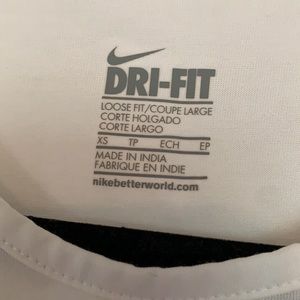 DRI-FIT
LOOSE FIT/COUPE LARGE
CORTE HOLGADO
CORTE LARGO
XS TP ECH EP
MADE IN INDIA
FABRIQUE EN INDIE
nikebetterworld.com